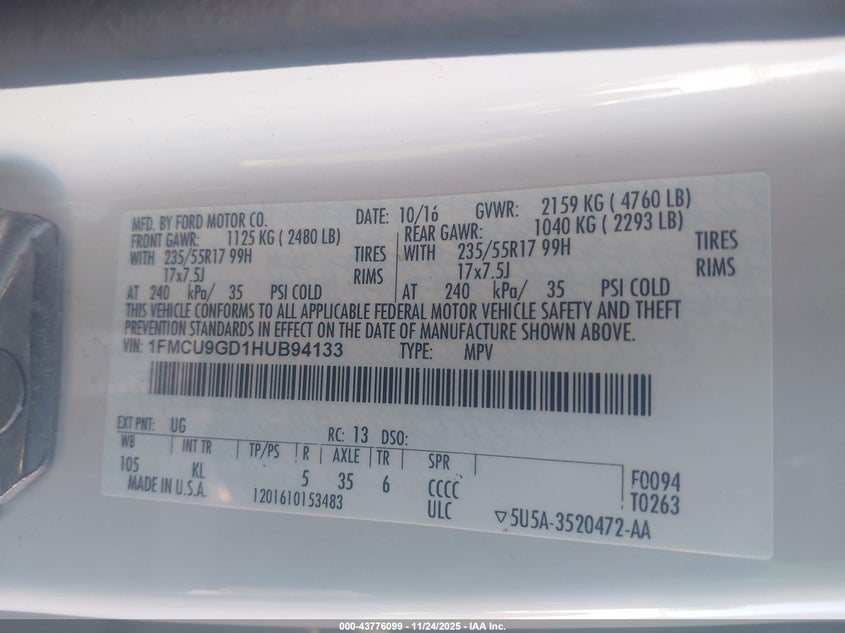 MFD. BY FORD MOTOR CO. DATE: 10/16 GVWR: 2159 KG ( 4760 LB)
FRONT GAWR: 1125 KG ( 2480 LB) REAR GAWR: 1040 KG ( 2293 LB)
WITH 235/55R17 99H TIRES WITH 235/55R17 99H TIRES
17x7.5J RIMS 17x7.5J RIMS
AT 240 kPa/ 35 PSI COLD AT 240 kPa/ 35 PSI COLD
THIS VEHICLE CONFORMS TO ALL APPLICABLE FEDERAL MOTOR VEHICLE SAFETY AND THEFT
PREVENTION STANDARDS IN EFFECT ON THE DATE OF MANUFACTURE SHOWN ABOVE.
VIN: 1FMCU9GD1HUB94133 TYPE: MPV
EXT PNT: UG RC: 13 DSO:
WB INT TR TP/PS R AXLE TR SPR
105 KL 5 35 6 CCCC F0094
MADE IN U.S.A. 1201610153483 ULC T0263
▽5U5A-3520472-AA
000-43776099 - 11/24/2025 - IAA Inc.